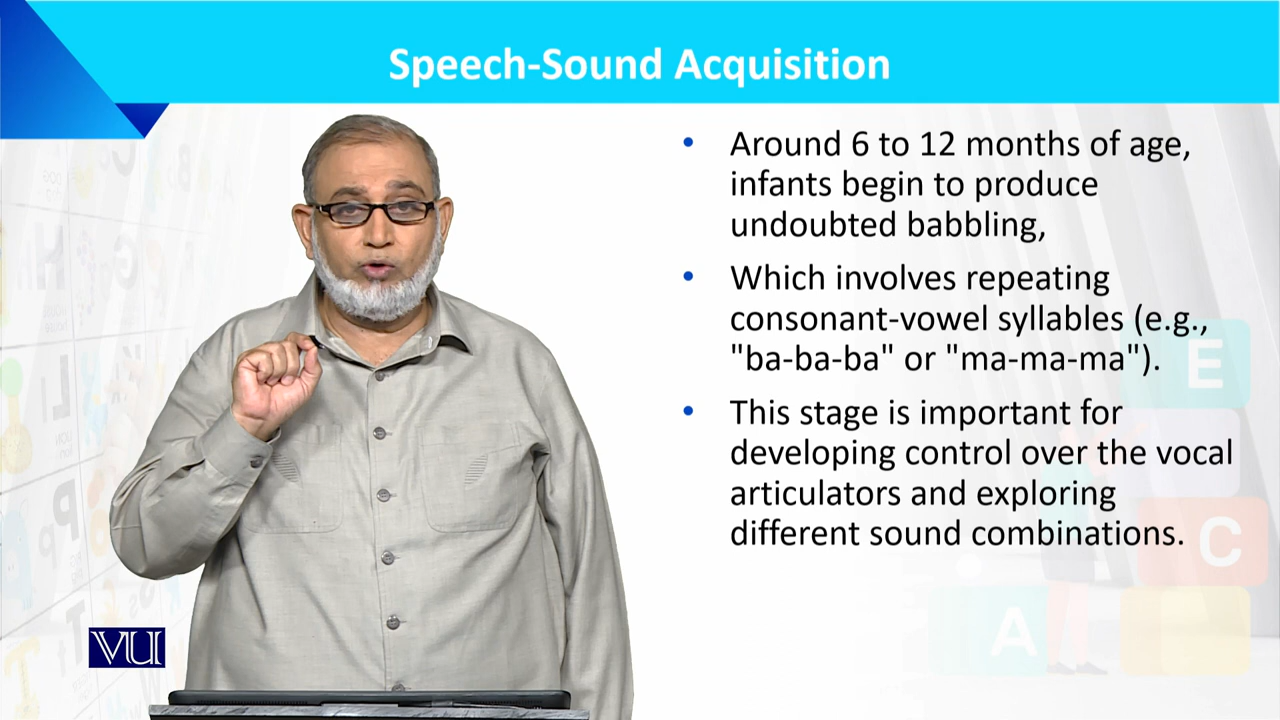 Speech-Sound Acquisition
• Around 6 to 12 months of age,
infants begin to produce
undoubted babbling,
• Which involves repeating
consonant-vowel syllables (e.g.,
"ba-ba-ba" or "ma-ma-ma").
• This stage is important for
developing control over the vocal
articulators and exploring
different sound combinations.
E
C
A
VU